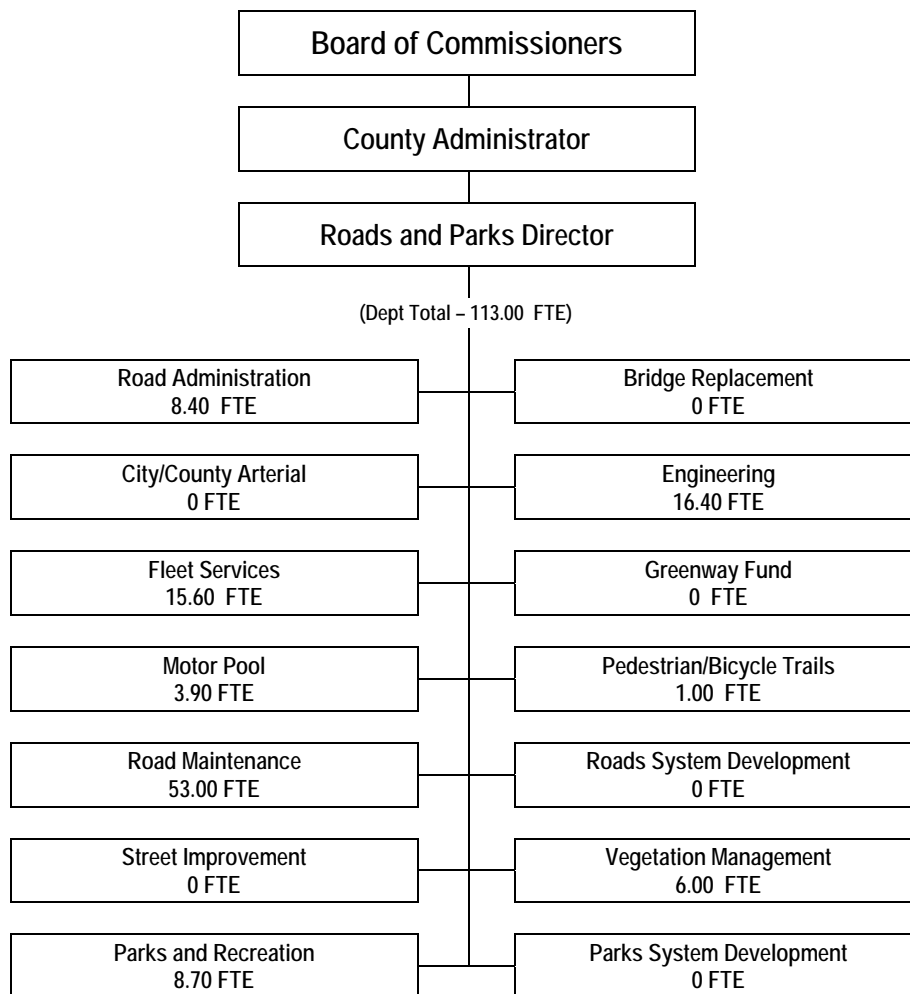 Board of Commissioners
County Administrator
Roads and Parks Director
(Dept Total – 113.00 FTE)
Road Administration
8.40 FTE
Bridge Replacement
0 FTE
City/County Arterial
0 FTE
Engineering
16.40 FTE
Fleet Services
15.60 FTE
Greenway Fund
0 FTE
Motor Pool
3.90 FTE
Pedestrian/Bicycle Trails
1.00 FTE
Road Maintenance
53.00 FTE
Roads System Development
0 FTE
Street Improvement
0 FTE
Vegetation Management
6.00 FTE
Parks and Recreation
8.70 FTE
Parks System Development
0 FTE